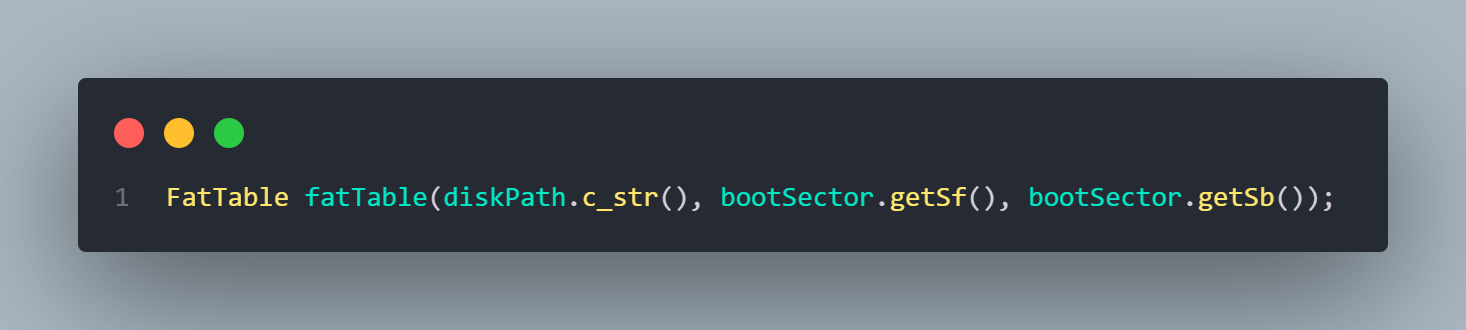 1 FatTable fatTable(diskPath.c_str(), bootSector.getSf(), bootSector.getSb());